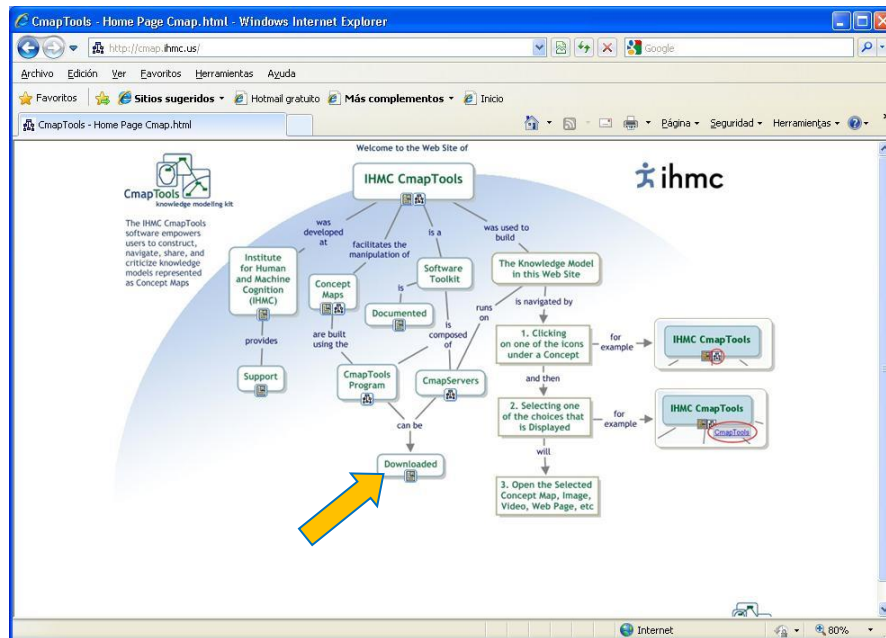 CmapTools - Home Page Cmap.html - Windows Internet Explorer
http://cmap.ihmc.us/
Google
Archivo Edición Ver Favoritos Herramientas Ayuda
Favoritos Sitios sugeridos Hotmail gratuito Más complementos Inicio
CmapTools - Home Page Cmap.html
Página Seguridad Herramientas
Welcome to the Web Site of
IHMC CmapTools
ihmc
CmapTools
knowledge modeling kit
The IHMC CmapTools
software empowers
users to construct,
navigate, share, and
criticize knowledge
models represented
as Concept Maps
was
developed
at
facilitates the
manipulation of
is a
was used to
build
Institute
for Human
and Machine
Cognition
(IHMC)
Concept
Maps
Software
Toolkit
The Knowledge Model
in this Web Site
is
Documented
runs
on
is navigated by
provides
are built
using the
is
composed
of
1. Clicking
on one of the icons
under a Concept
for
example
IHMC CmapTools
Support
CmapTools
Program
CmapServers
and then
2. Selecting one
of the choices that
is Displayed
for
example
IHMC CmapTools
CmapTools
can be
will
Downloaded
3. Open the Selected
Concept Map, Image,
Video, Web Page, etc
Internet
80%